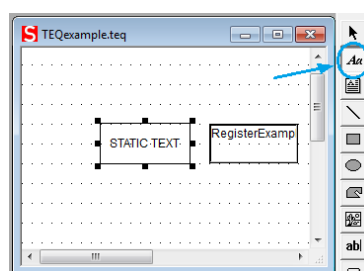 S TEQexample.teq
Aa
STATIC TEXT
RegisterExamp
ab